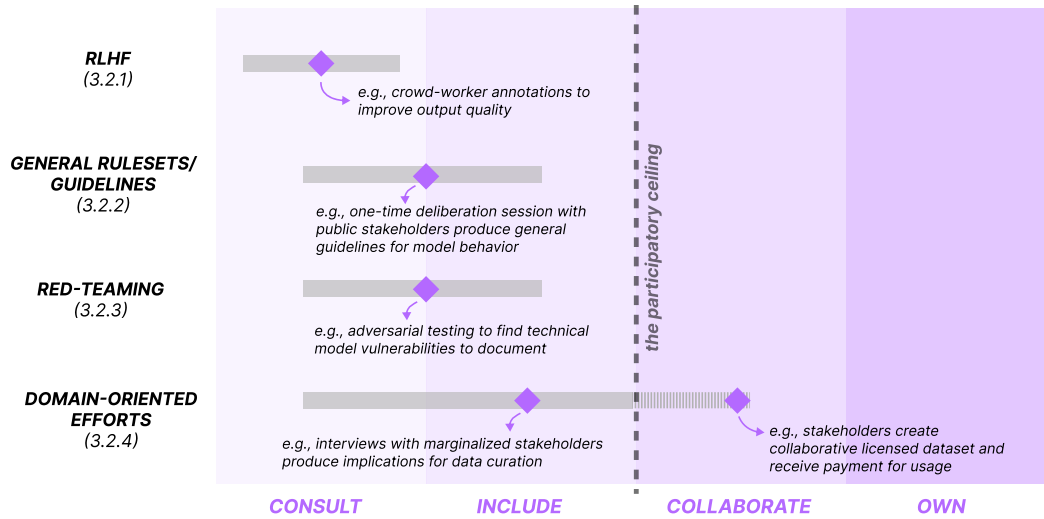 RLHF
(3.2.1)
e.g., crowd-worker annotations to
improve output quality
GENERAL RULESETS/
GUIDELINES
(3.2.2)
e.g., one-time deliberation session with
public stakeholders produce general
guidelines for model behavior
RED-TEAMING
(3.2.3)
e.g., adversarial testing to find technical
model vulnerabilities to document
DOMAIN-ORIENTED
EFFORTS
(3.2.4)
e.g., interviews with marginalized stakeholders
produce implications for data curation
the participatory ceiling
e.g., stakeholders create
collaborative licensed dataset and
receive payment for usage
CONSULT
INCLUDE
COLLABORATE
OWN